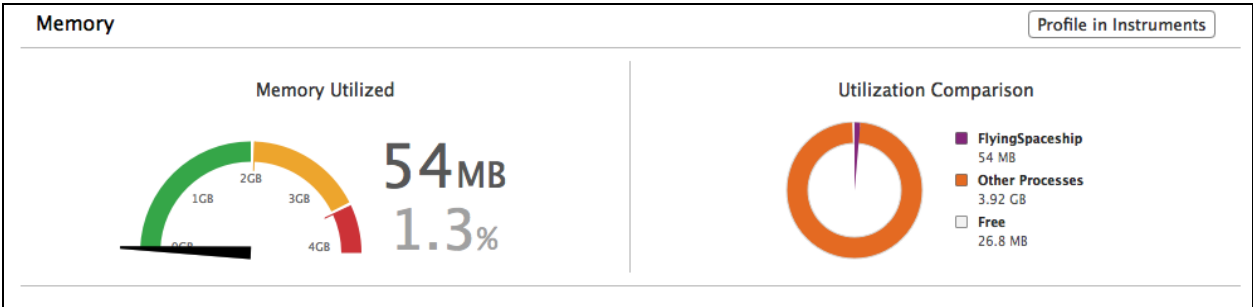 Memory
Profile in Instruments
Memory Utilized
2GB
1GB
3GB
0GB
4GB
54MB
1.3%
Utilization Comparison
FlyingSpaceship
54 MB
Other Processes
3.92 GB
Free
26.8 MB